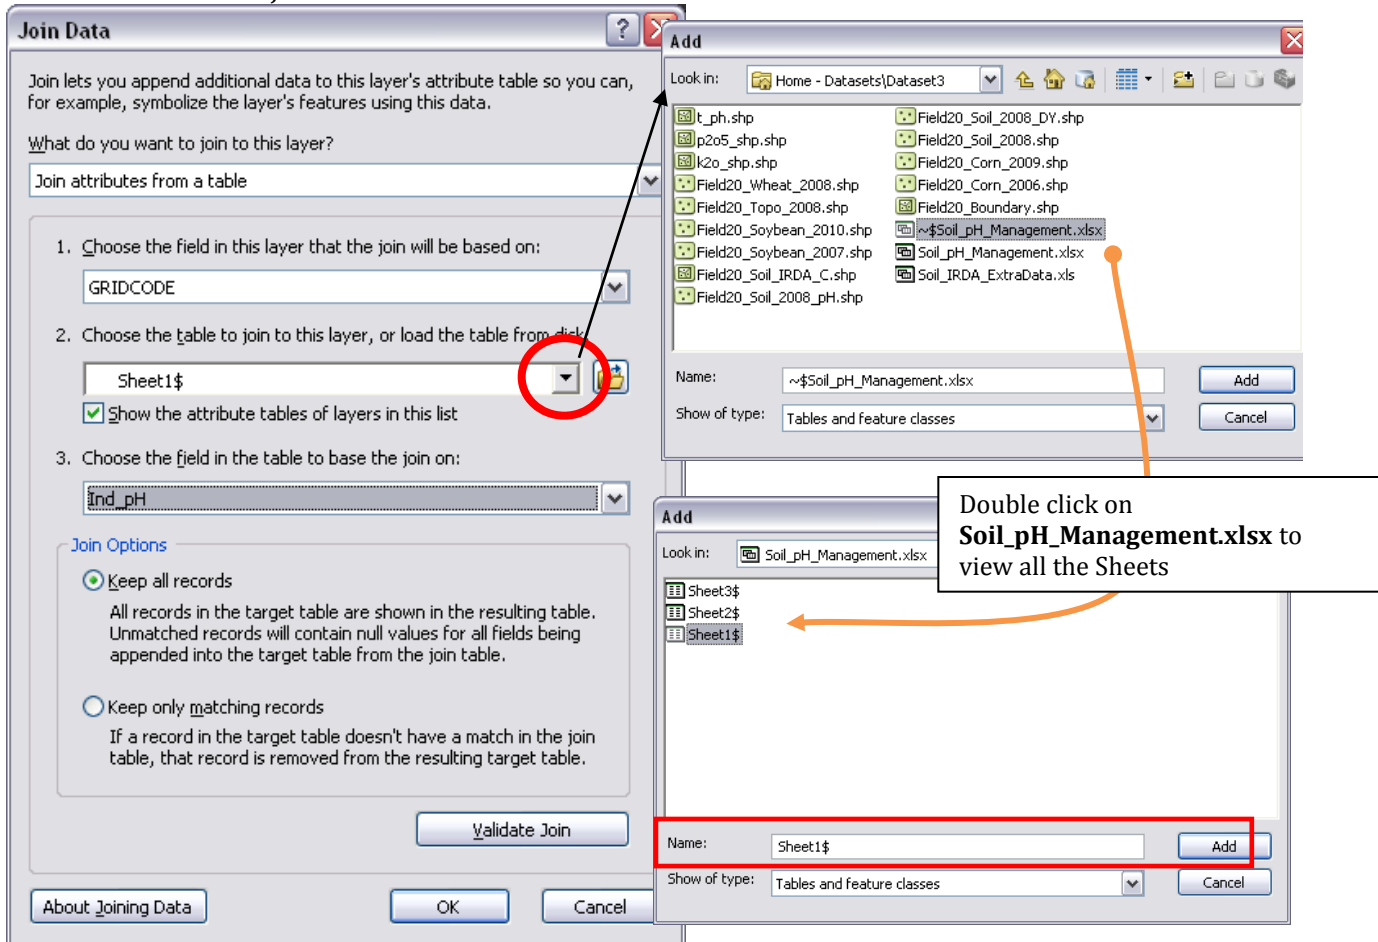 Join Data
Join lets you append additional data to this layer's attribute table so you can,
for example, symbolize the layer's features using this data.
What do you want to join to this layer?
Join attributes from a table
1. Choose the field in this layer that the join will be based on:
GRIDCODE
2. Choose the table to join to this layer, or load the table from disk
Sheet1$
Show the attribute tables of layers in this list
3. Choose the field in the table to base the join on:
Ind_pH
Join Options
Keep all records
All records in the target table are shown in the resulting table.
Unmatched records will contain null values for all fields being
appended into the target table from the join table.
Keep only matching records
If a record in the target table doesn't have a match in the join
table, that record is removed from the resulting target table.
Validate Join
About Joining Data
OK
Cancel
Add
Look in:
Home - Datasets\Dataset3
t_ph.shp
p2o5_shp.shp
k2o_shp.shp
Field20_Wheat_2008.shp
Field20_Topo_2008.shp
Field20_Soybean_2010.shp
Field20_Soybean_2007.shp
Field20_Soil_IRDA_C.shp
Field20_Soil_2008_pH.shp
Field20_Soil_2008_DY.shp
Field20_Soil_2008.shp
Field20_Corn_2009.shp
Field20_Corn_2006.shp
Field20_Boundary.shp
~$Soil_pH_Management.xlsx
Soil_pH_Management.xlsx
Soil_IRDA_ExtraData.xls
Name:
~$Soil_pH_Management.xlsx
Add
Show of type:
Tables and feature classes
Cancel
Double click on
Soil_pH_Management.xlsx to
view all the Sheets
Add
Look in:
Soil_pH_Management.xlsx
Sheet3$
Sheet2$
Sheet1$
Name:
Sheet1$
Add
Show of type:
Tables and feature classes
Cancel